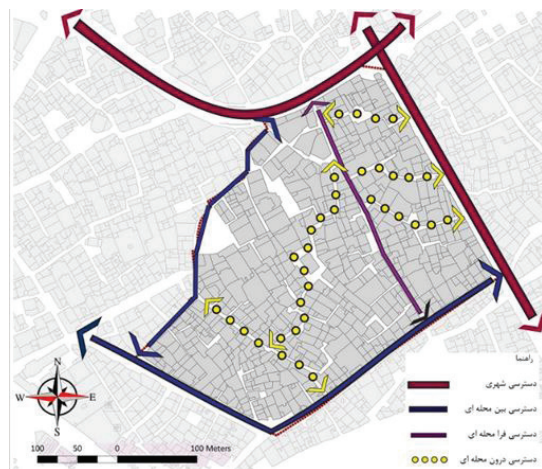 N
W E
S
100 50 0 100 Meters
راهنما
دسترسی شهری
دسترسی بین محله ای
دسترسی فرا محله ای
دسترسی درون محله ای